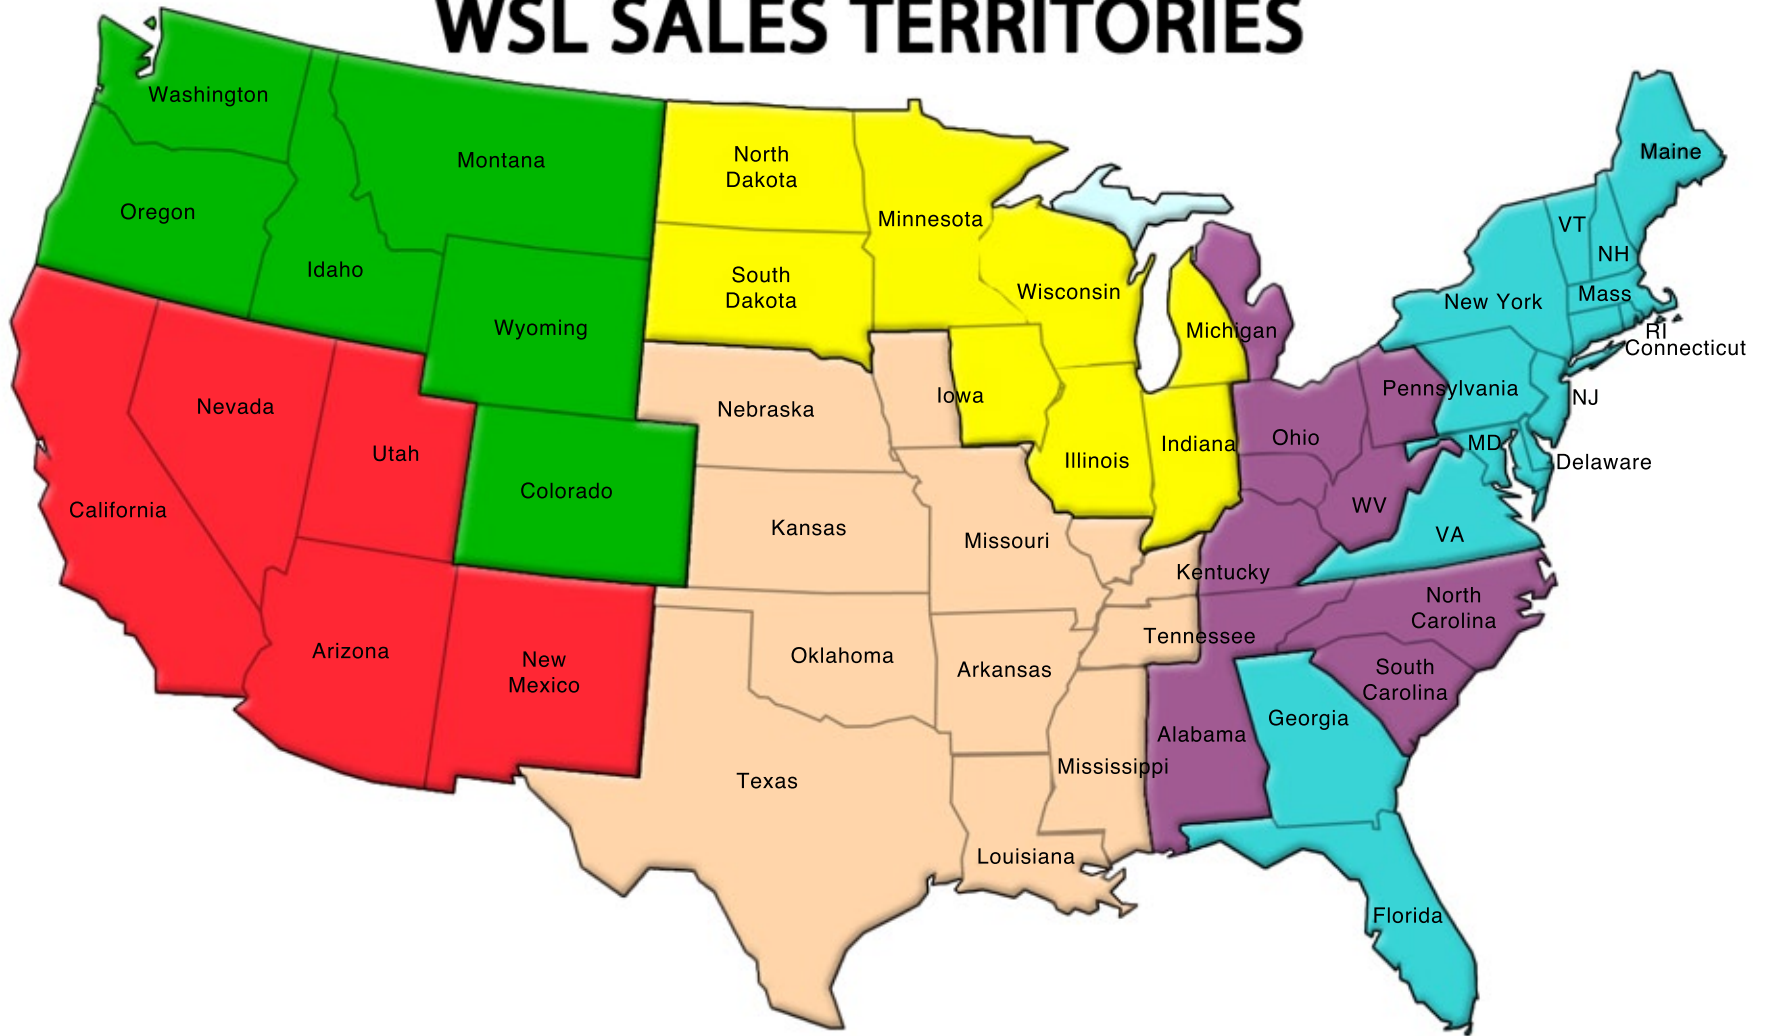 WSL SALES TERRITORIES
Washington
Montana
Oregon
Idaho
Wyoming
North
Dakota
Minnesota
South
Dakota
Wisconsin
Michigan
Maine
VT
NH
New York
Mass
RI
Connecticut
Pennsylvania
NJ
Nevada
Utah
California
Colorado
Nebraska
Iowa
Illinois
Indiana
Ohio
MD
Delaware
WV
VA
Kansas
Missouri
Kentucky
North
Carolina
Arizona
New
Mexico
Oklahoma
Arkansas
Tennessee
South
Carolina
Texas
Louisiana
Mississippi
Alabama
Georgia
Florida